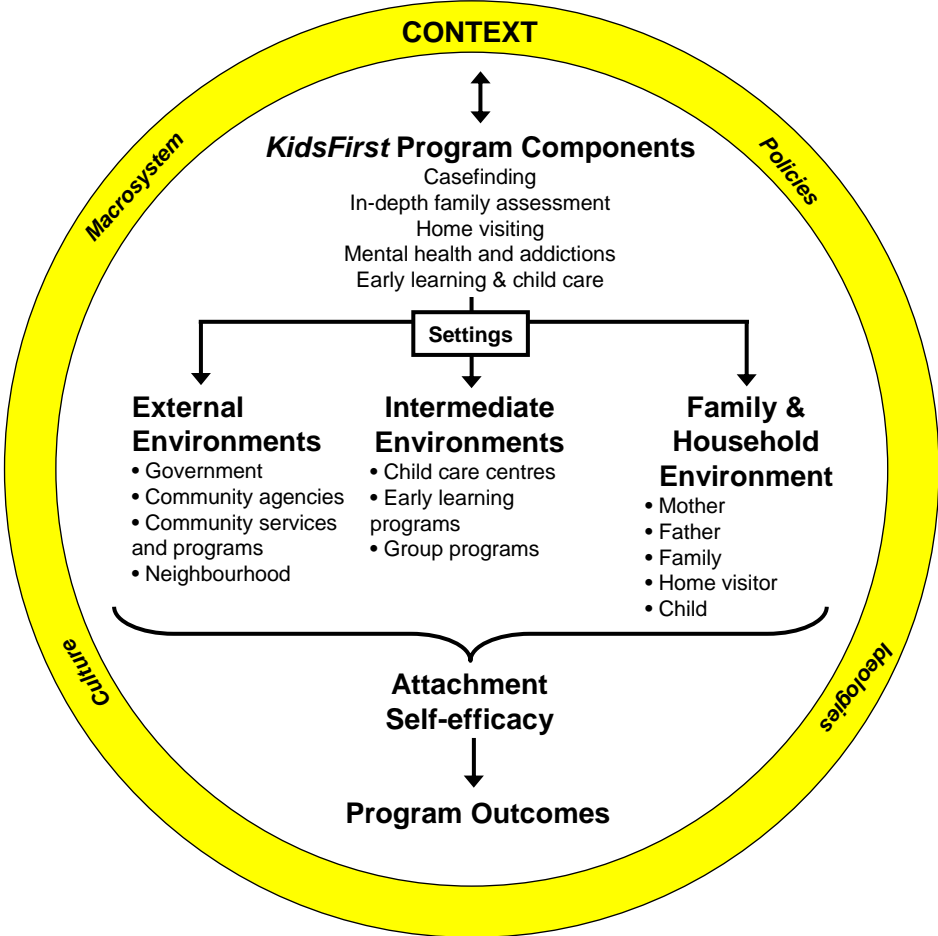 CONTEXT
Macrosystem
Policies
KidsFirst Program Components
Casefinding
In-depth family assessment
Home visiting
Mental health and addictions
Early learning & child care
Settings
External
Environments
• Government
• Community agencies
• Community services
and programs
• Neighbourhood
Intermediate
Environments
• Child care centres
• Early learning
programs
• Group programs
Family &
Household
Environment
• Mother
• Father
• Family
• Home visitor
• Child
Culture
Ideologies
Attachment
Self-efficacy
Program Outcomes